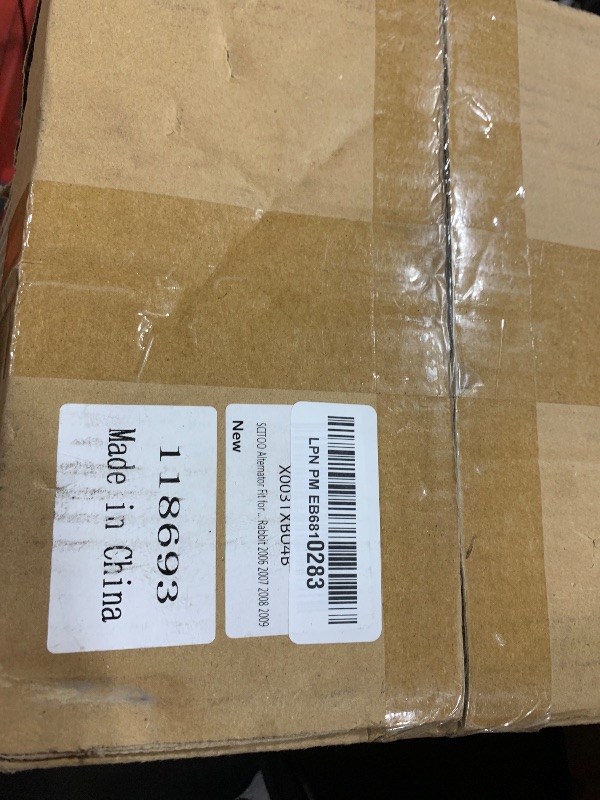 LPN PM EB6810283
X0031XBU4B
SCITOO Alternator Fit for .. Rabbit 2006 2007 2008 2009
New
118693
Made in China